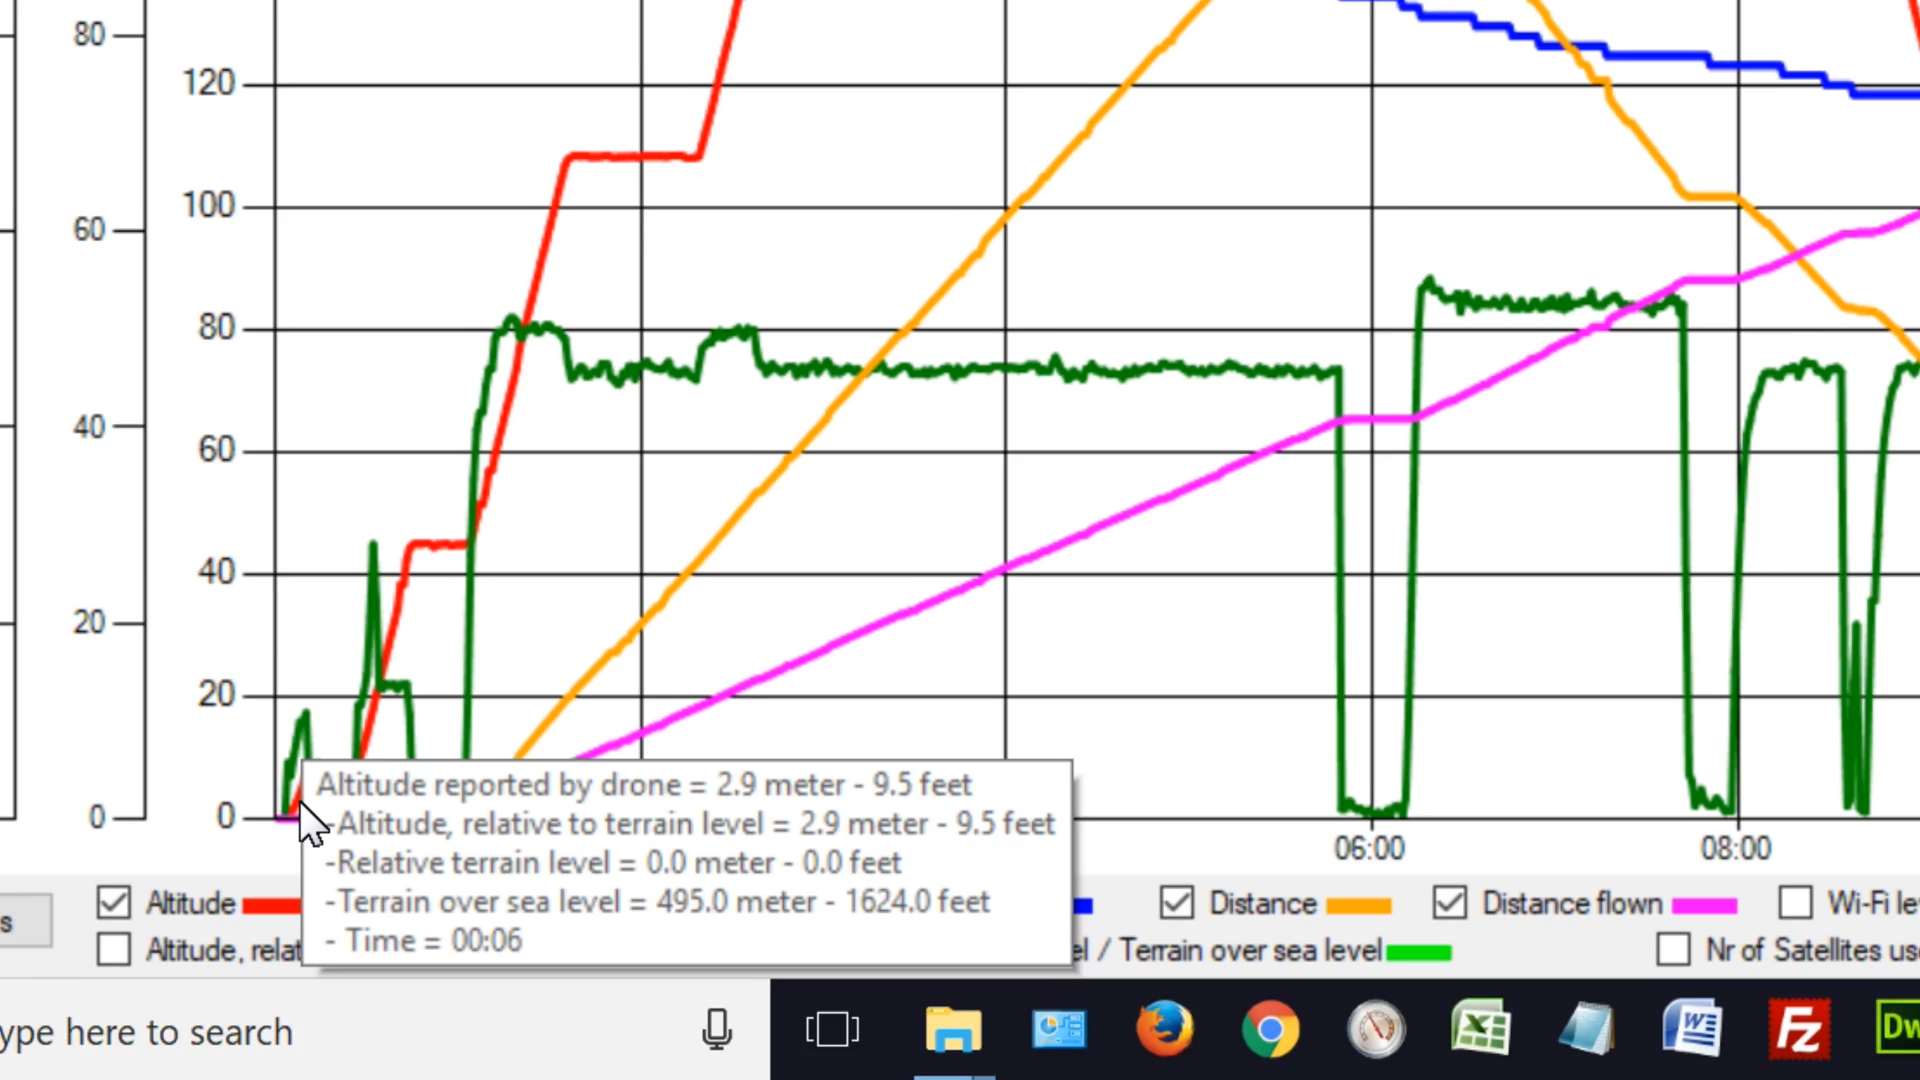 80
60
40
20
0
120
100
80
60
40
20
0
06:00
08:00
Altitude reported by drone = 2.9 meter - 9.5 feet
-Altitude, relative to terrain level = 2.9 meter - 9.5 feet
-Relative terrain level = 0.0 meter - 0.0 feet
-Terrain over sea level = 495.0 meter - 1624.0 feet
- Time = 00:06
s
Altitude
Distance
Distance flown
Wi-Fi le
Altitude, relat
el / Terrain over sea level
Nr of Satellites us
ype here to search
Dw